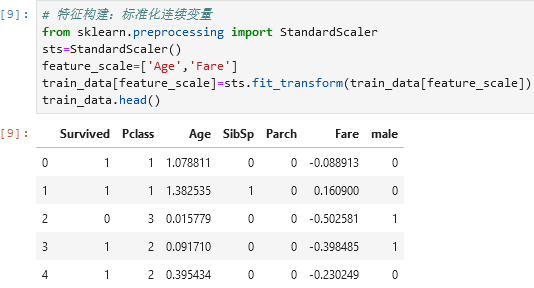 [9]: # 特征构建：标准化连续变量
from sklearn.preprocessing import StandardScaler
sts=StandardScaler()
feature_scale=['Age','Fare']
train_data[feature_scale]=sts.fit_transform(train_data[feature_scale])
train_data.head()
[9]: Survived Pclass Age SibSp Parch Fare male
0 1 1 1.078811 0 0 -0.088913 0
1 1 1 1.382535 1 0 0.160900 0
2 0 3 0.015779 0 0 -0.502581 1
3 1 2 0.091710 0 0 -0.398485 1
4 1 2 0.395434 0 0 -0.230249 0